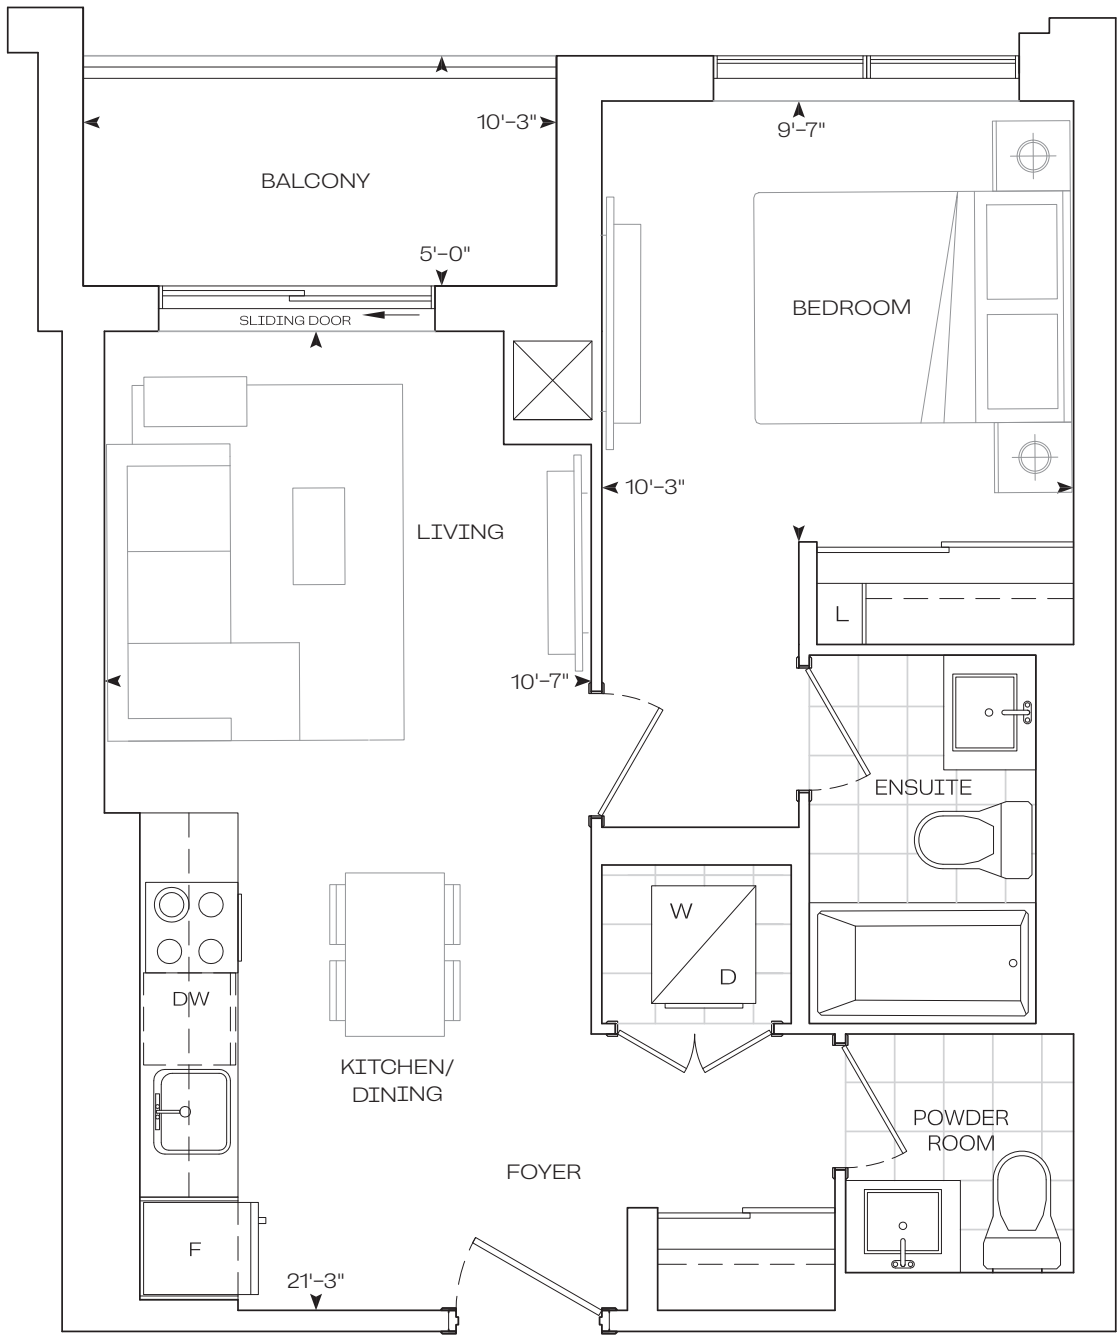 10'-3"
9'-7"
BALCONY
5'-0"
BEDROOM
SLIDING DOOR
10'-3"
LIVING
L
10'-7"
ENSUITE
W
D
DW
KITCHEN/
DINING
POWDER
ROOM
FOYER
F
21'-3"